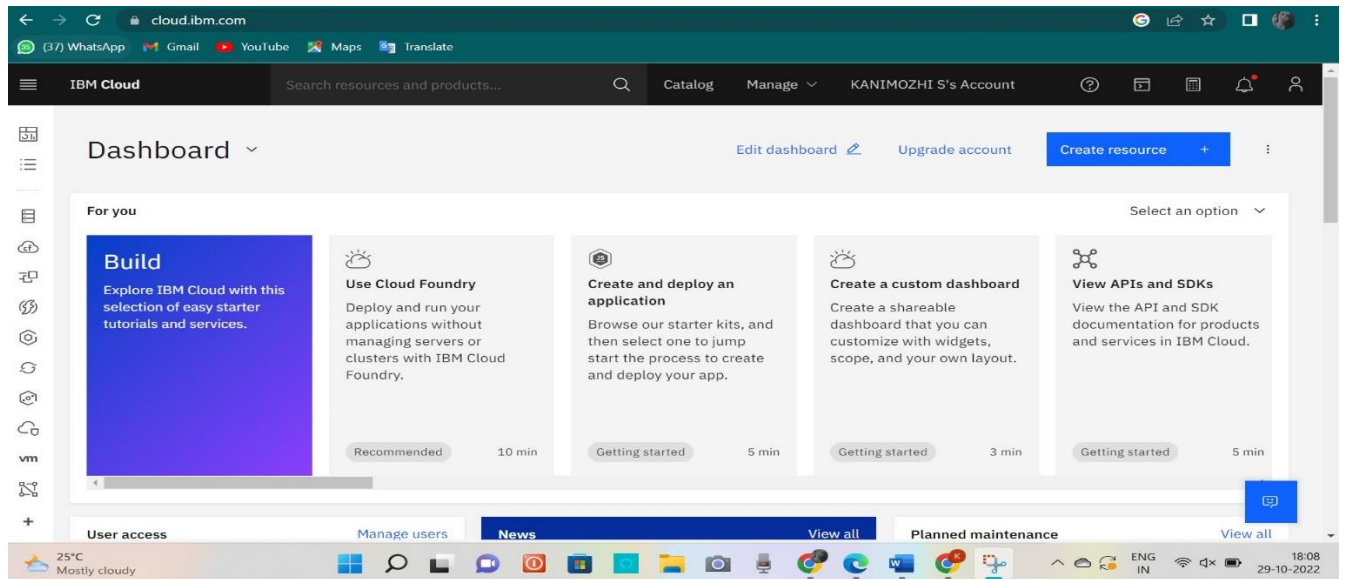 cloud.ibm.com
(37) WhatsApp Gmail YouTube Maps Translate
IBM Cloud Search resources and products... Catalog Manage KANIMOZHI S's Account
Dashboard Edit dashboard Upgrade account Create resource +
For you Select an option
Build
Explore IBM Cloud with this
selection of easy starter
tutorials and services.
Use Cloud Foundry
Deploy and run your
applications without
managing servers or
clusters with IBM Cloud
Foundry.
Recommended 10 min
Create and deploy an
application
Browse our starter kits, and
then select one to jump
start the process to create
and deploy your app.
Getting started 5 min
Create a custom dashboard
Create a shareable
dashboard that you can
customize with widgets,
scope, and your own layout.
Getting started 3 min
View APIs and SDKs
View the API and SDK
documentation for products
and services in IBM Cloud.
Getting started 5 min
vm
User access Manage users
News View all
Planned maintenance View all
25°C
Mostly cloudy
ENG
IN
18:08
29-10-2022